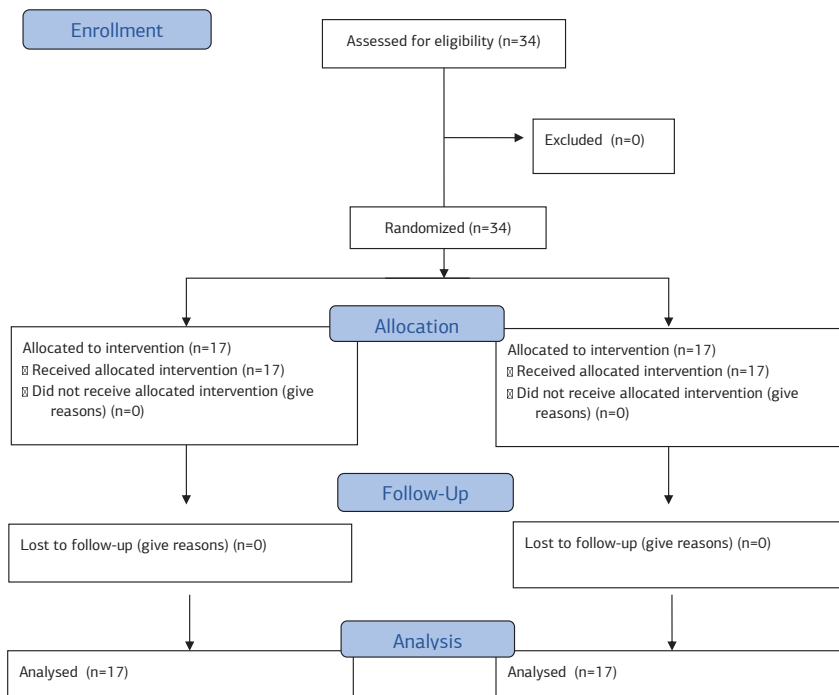 Enrollment
Assessed for eligibility (n=34)
Excluded (n=0)
Randomized (n=34)
Allocation
Allocated to intervention (n=17)
Received allocated intervention (n=17)
Did not receive allocated intervention (give
reasons) (n=0)
Allocated to intervention (n=17)
Received allocated intervention (n=17)
Did not receive allocated intervention (give
reasons) (n=0)
Follow-Up
Lost to follow-up (give reasons) (n=0)
Lost to follow-up (give reasons) (n=0)
Analysis
Analysed (n=17)
Analysed (n=17)